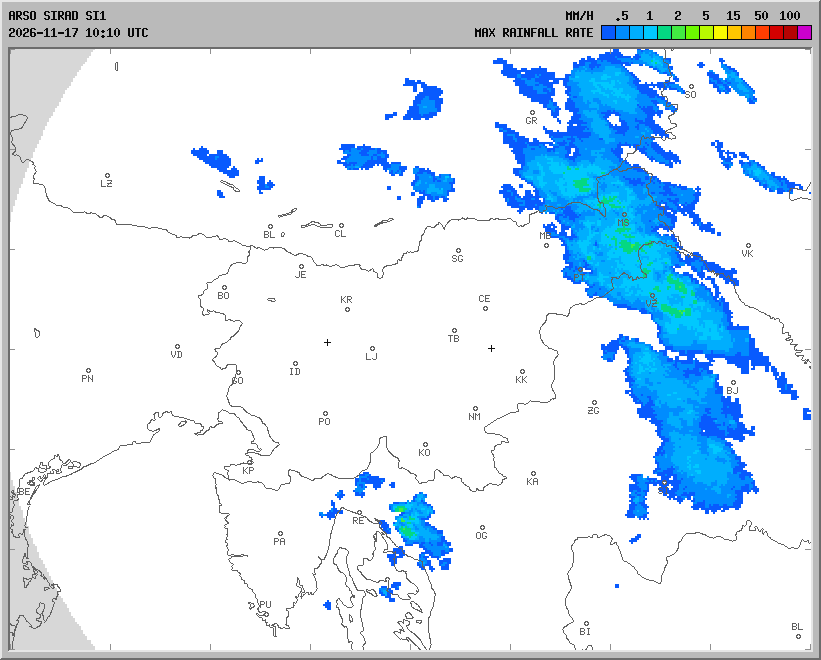 ARSO SIRAD SI1
MM/H .5 1 2 5 15 50 100
2026-11-17 10:10 UTC
MAX RAINFALL RATE
SO
GR
LZ
MS
BL
CL
MB
SG
VK
JE
PT
BO
KR
CE
VZ
TB
VD
LJ
PN
GO
ID
KK
BJ
ZG
NM
PO
KO
KP
KA
BE
RE
PA
OG
PU
BI
BL